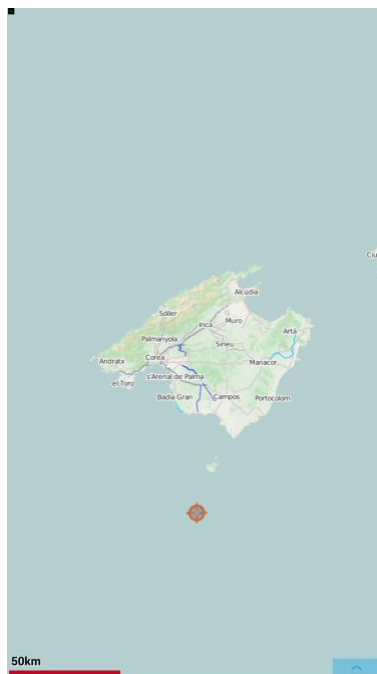 Ciu
Alcúdia
Sóller
Muro
Inca
Artà
Palmanyola
Sineu
Corea
Andratx
Manacor
s'Arenal de Palma
el Toro
Badia Gran
Campos
Portocolom
50km